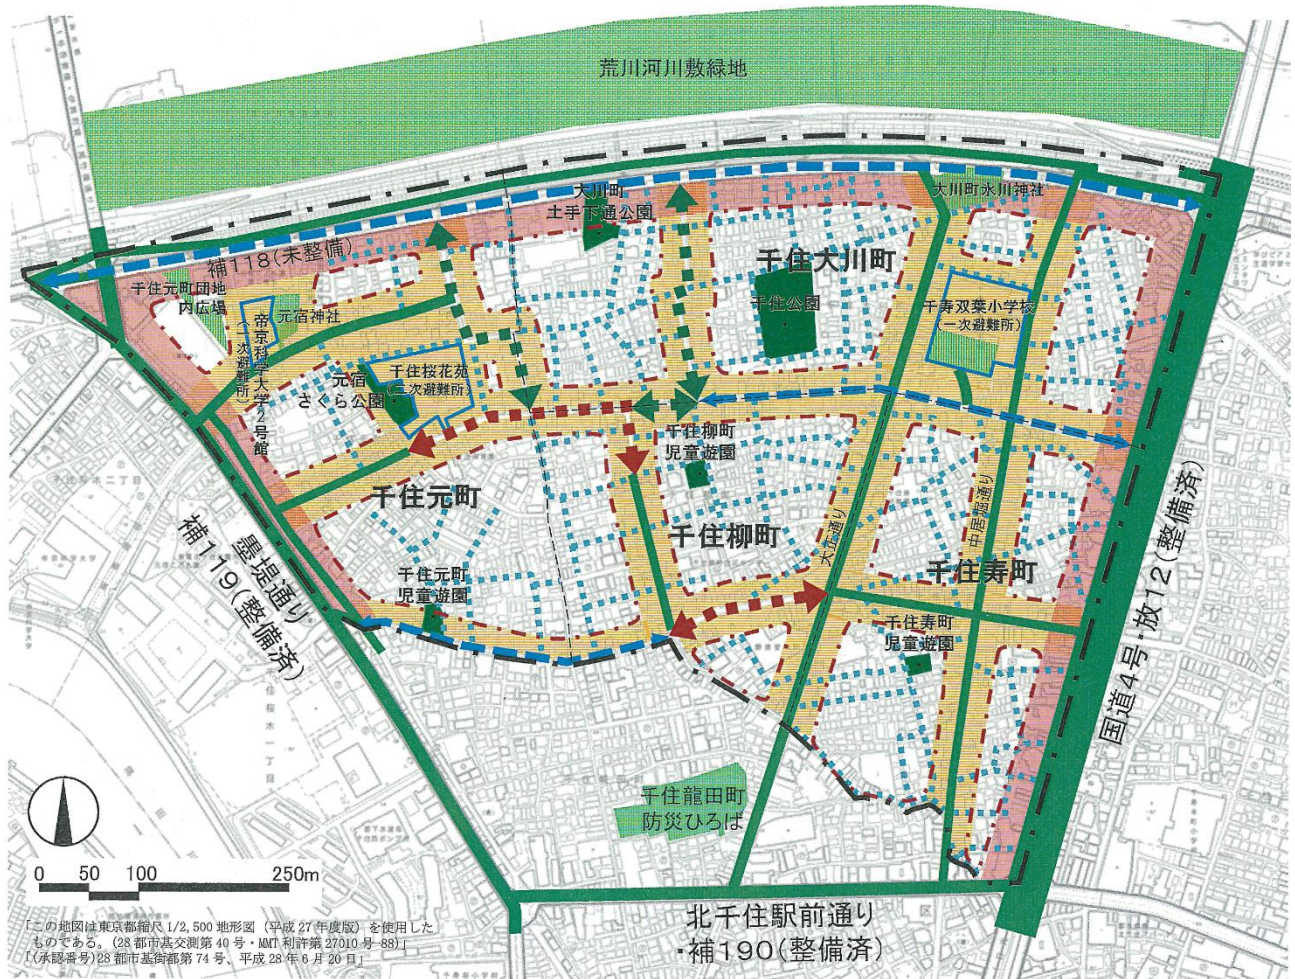 荒川河川敷緑地
大川町
土手下通公園
大川町氷川神社
補118(未整備)
千住大川町
千住元町団地
内広場
元宿神社
千住公園
千寿双葉小学校
(一次避難所)
帝京科学大学2号館
(一次避難所)
元宿
さくら公園
千住桜花苑
(二次避難所)
千住柳町
児童遊園
千住元町
千住柳町
大正通り
中居堀通り
千住寿町
墨堤通り
補119(整備済)
千住元町
児童遊園
千住寿町
児童遊園
国道4号・放12(整備済)
千住龍田町
防災ひろば
住桜木一丁目
0 50 100 250m
北千住駅前通り
・補190(整備済)
「この地図は東京都縮尺 1/2,500 地形図（平成27年度版）を使用した
ものである。(28都市基交測第40号・MMT利許第27010号-88)」
「(承認番号)28都市基街都第74号、平成28年6月20日」